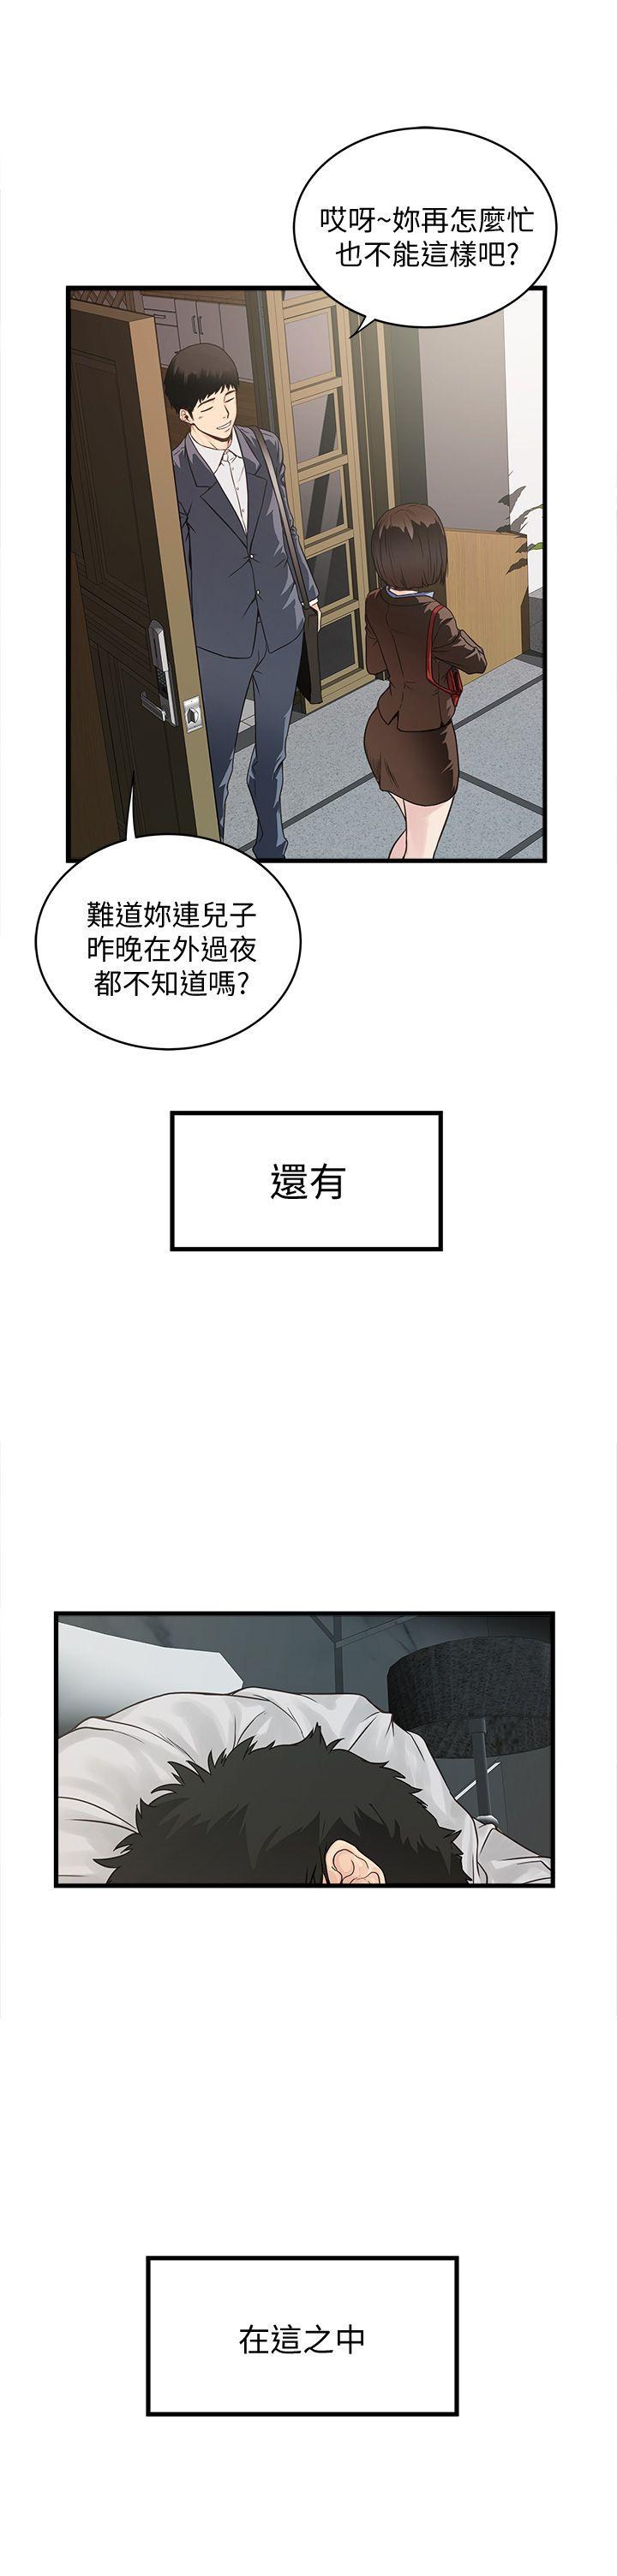 哎呀~妳再怎麼忙
也不能這樣吧?
難道妳連兒子
昨晚在外過夜
都不知道嗎?
還有
在這之中